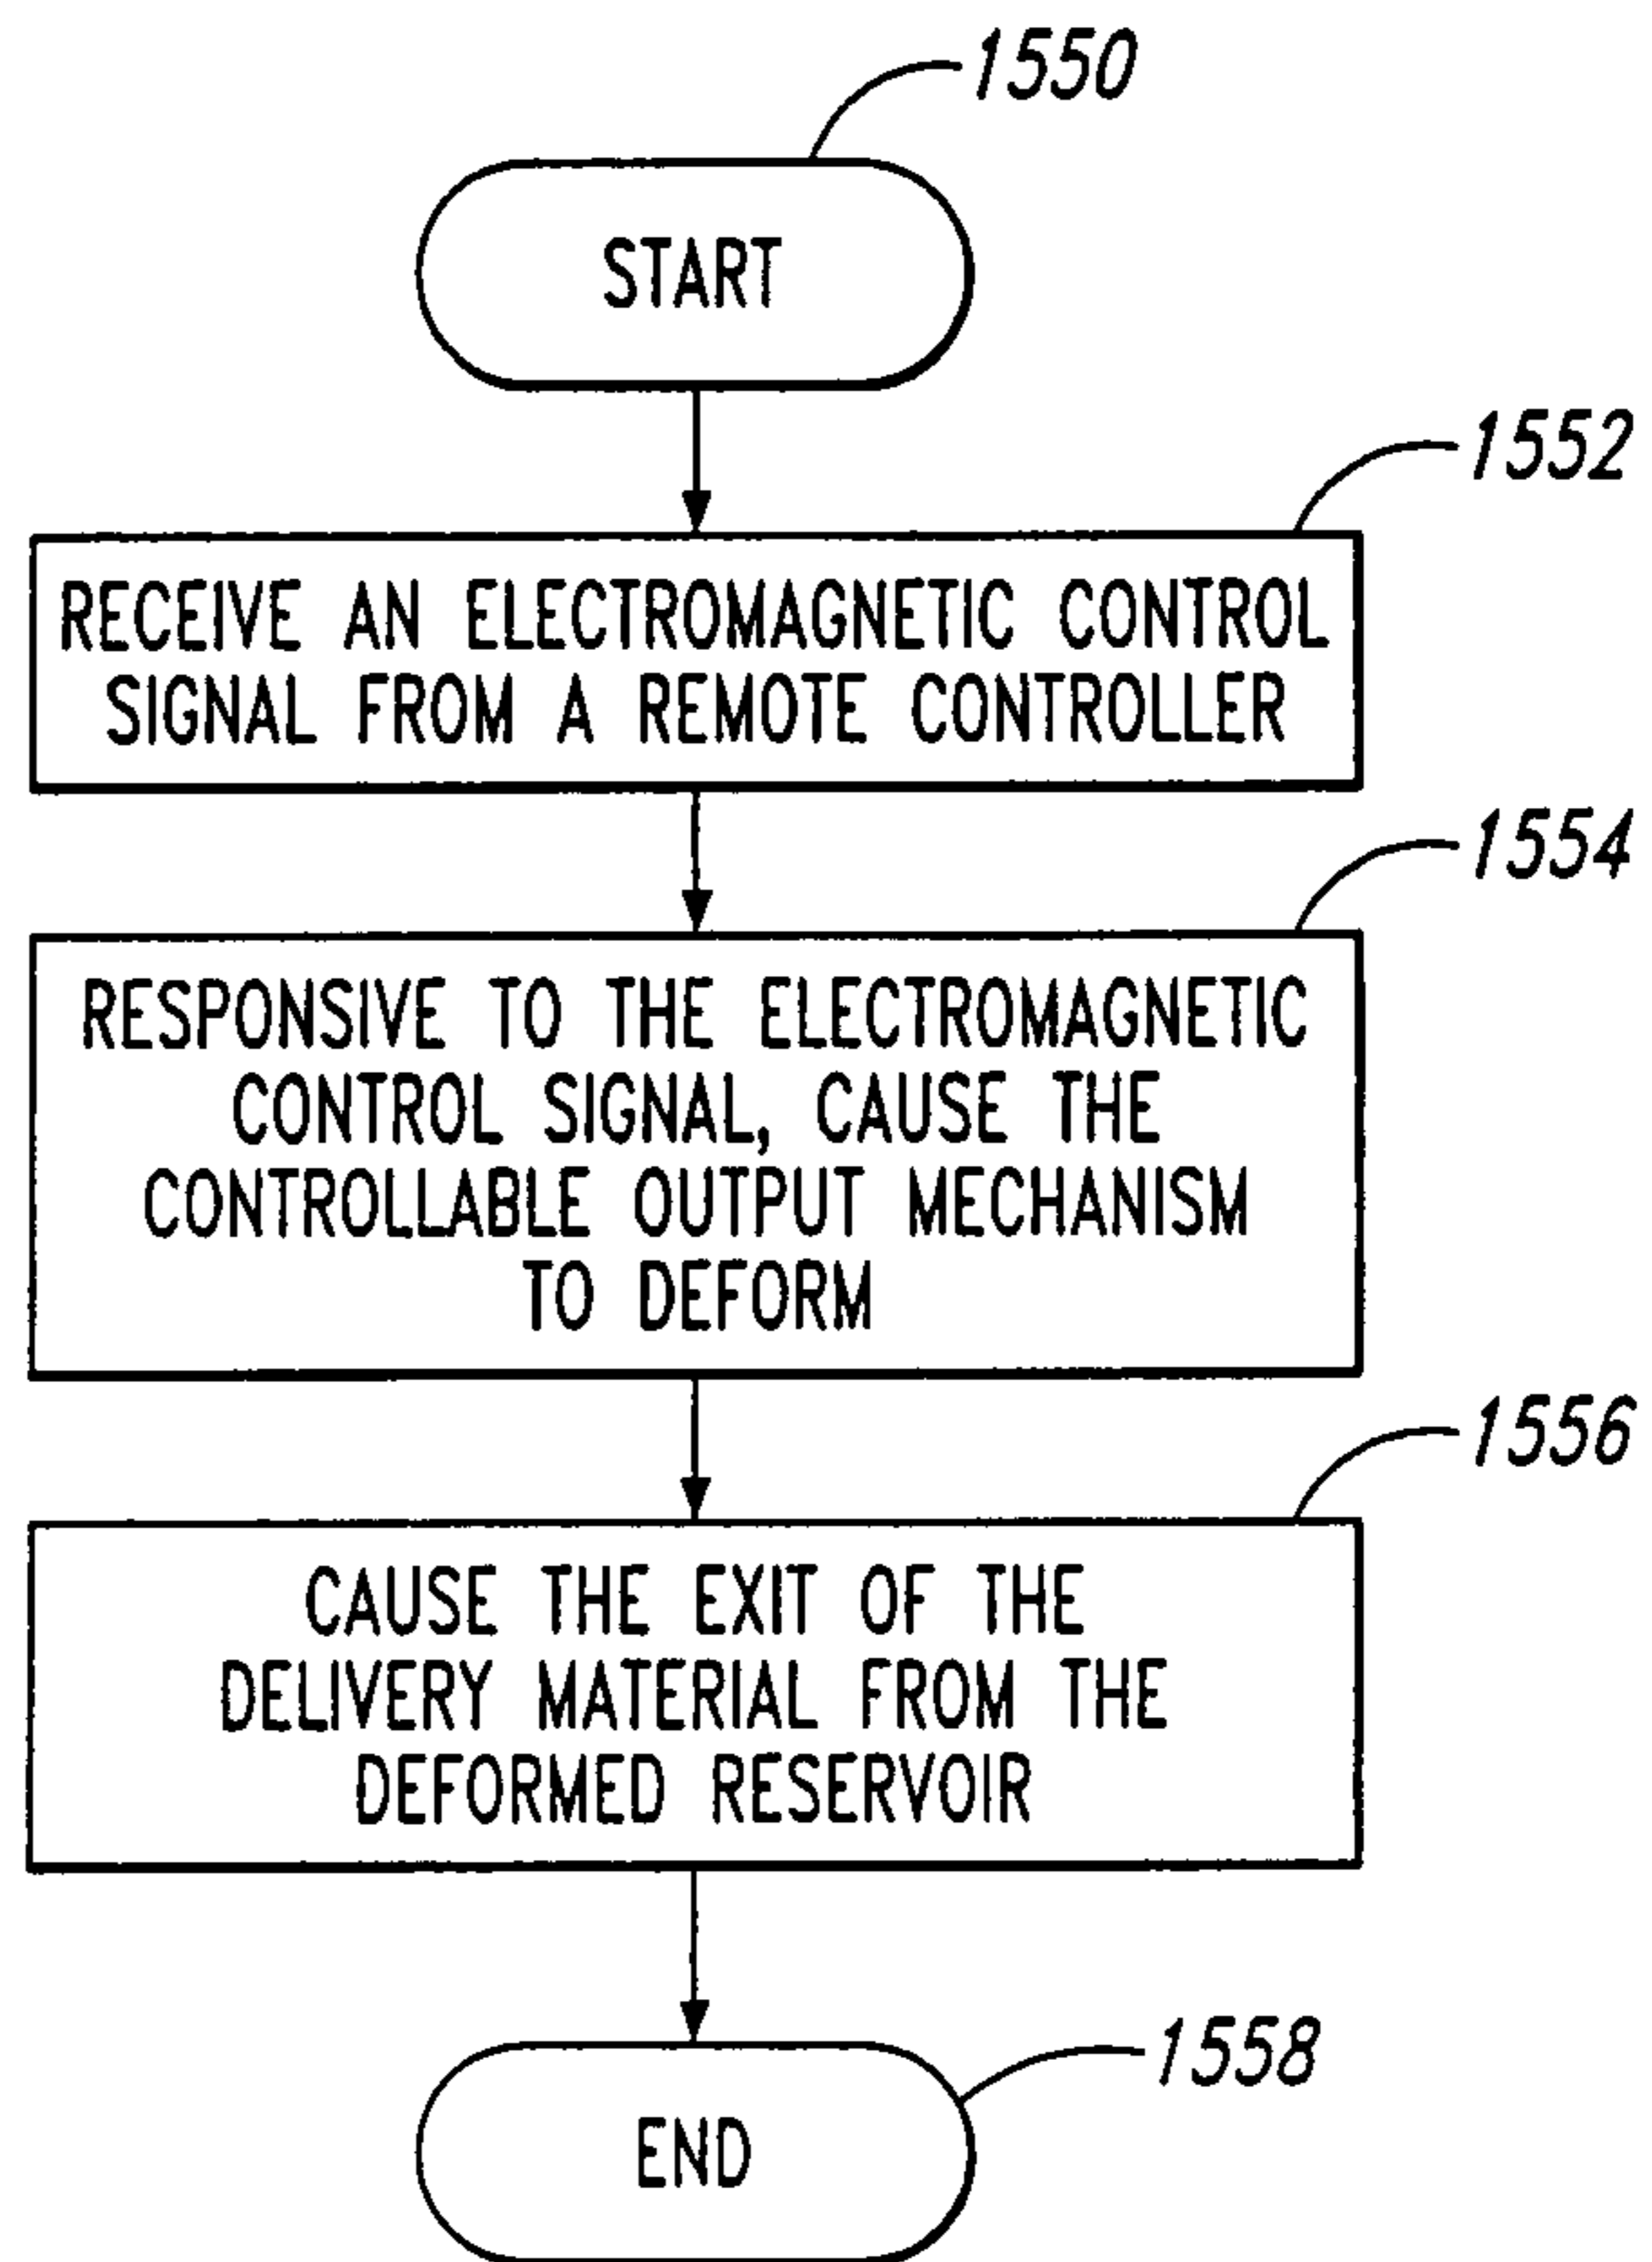 1550
START
1552
RECEIVE AN ELECTROMAGNETIC CONTROL
SIGNAL FROM A REMOTE CONTROLLER
1554
RESPONSIVE TO THE ELECTROMAGNETIC
CONTROL SIGNAL, CAUSE THE
CONTROLLABLE OUTPUT MECHANISM
TO DEFORM
1556
CAUSE THE EXIT OF THE
DELIVERY MATERIAL FROM THE
DEFORMED RESERVOIR
1558
END